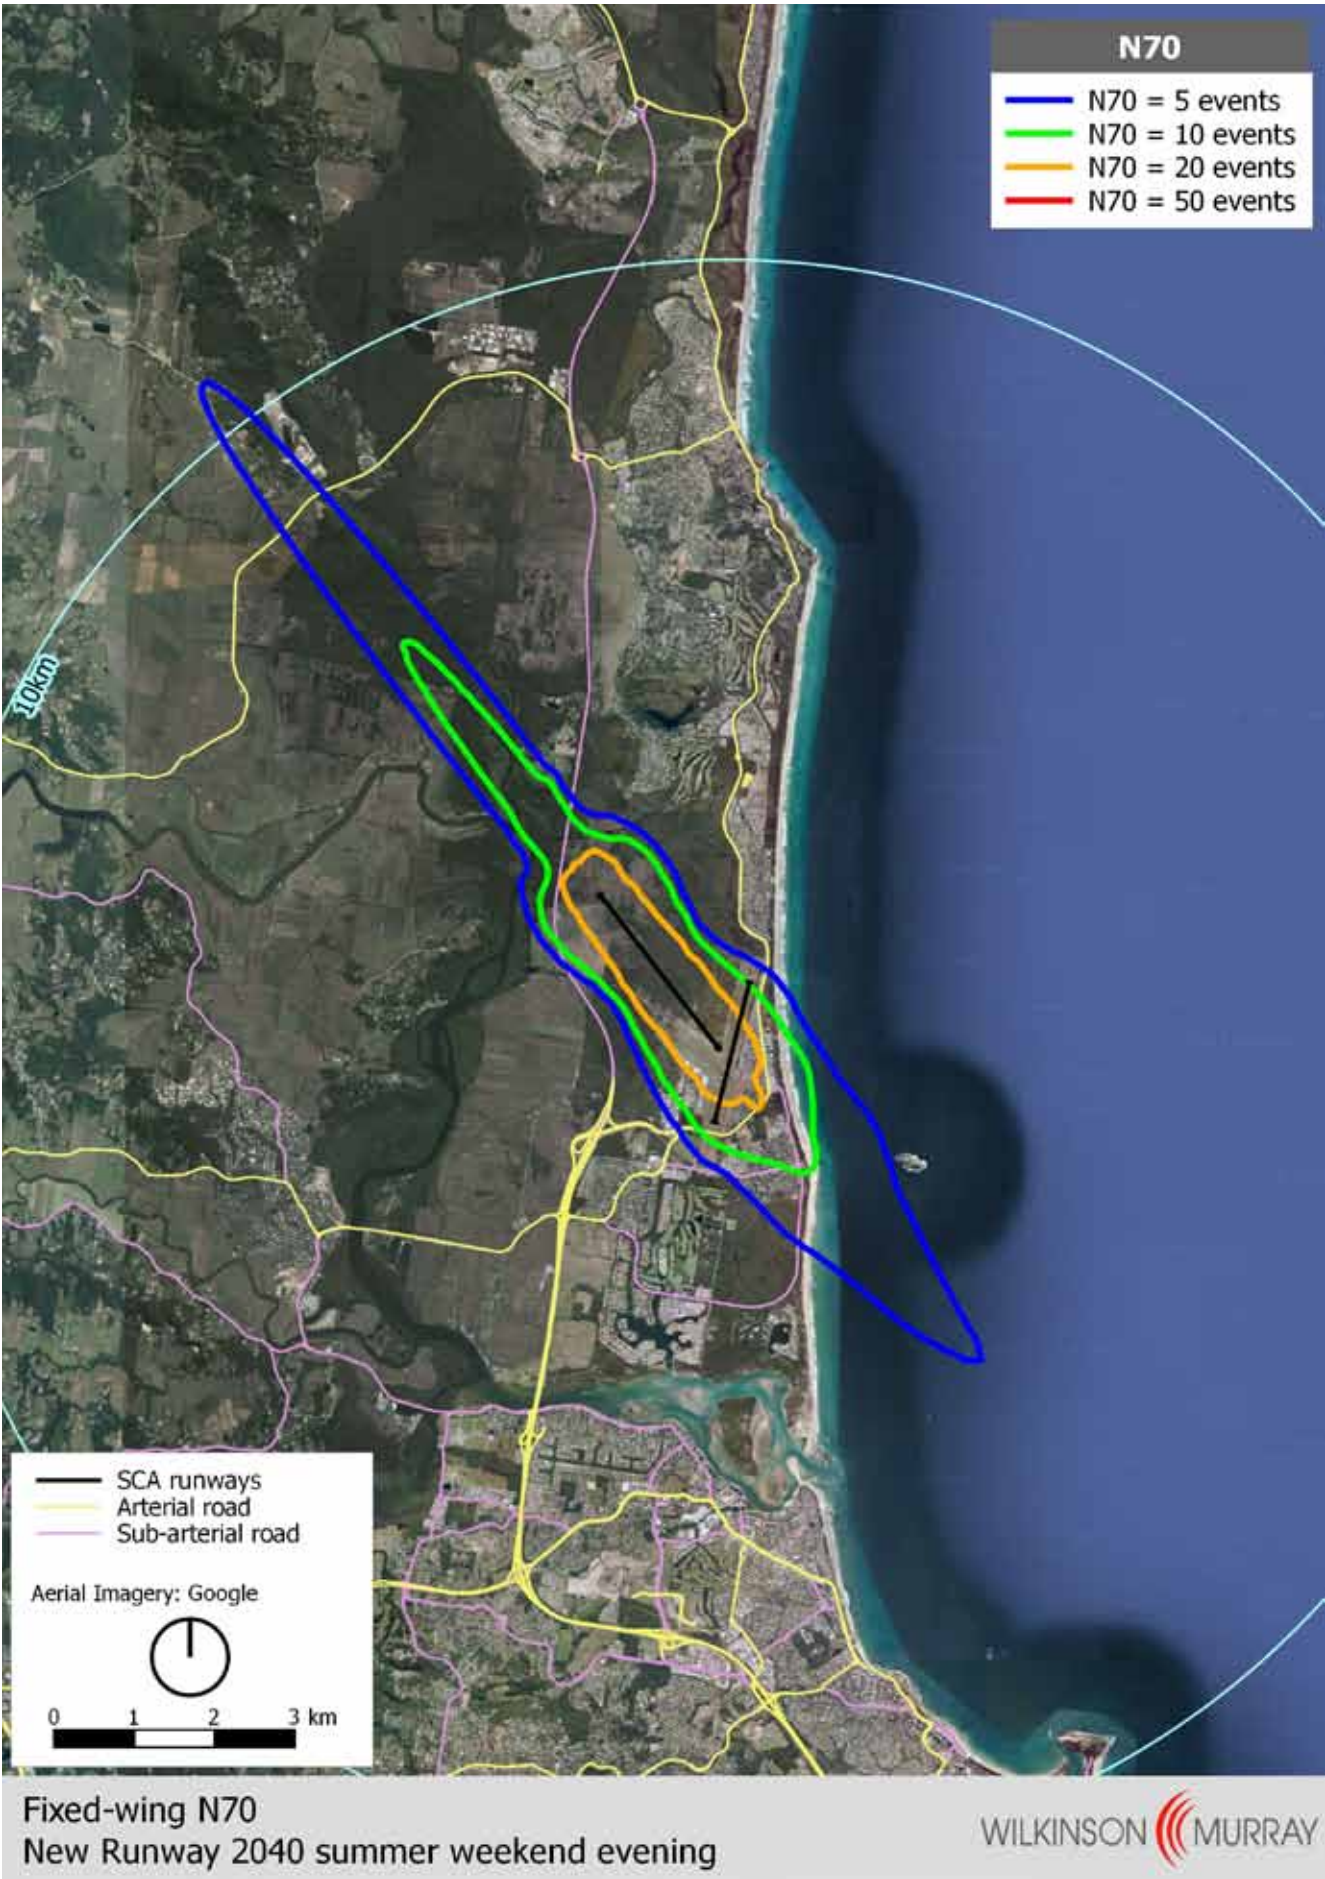 N70
N70 = 5 events
N70 = 10 events
N70 = 20 events
N70 = 50 events
10km
SCA runways
Arterial road
Sub-arterial road
Aerial Imagery: Google
0 1 2 3 km
Fixed-wing N70
New Runway 2040 summer weekend evening
WILKINSON MURRAY